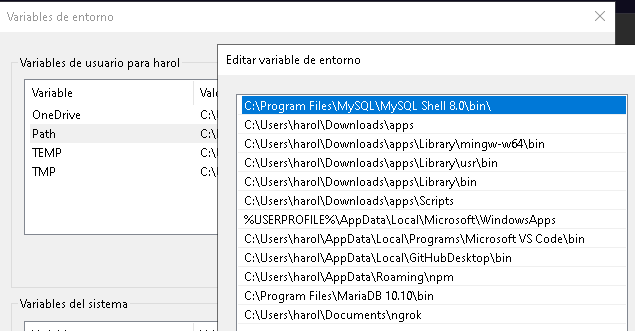 Variables de entorno
Variables de usuario para harol
Variable
OneDrive C:\
Path C:\
TEMP C:\
TMP C:\
Variables del sistema
Editar variable de entorno
C:\Program Files\MySQL\MySQL Shell 8.0\bin\
C:\Users\harol\Downloads\apps
C:\Users\harol\Downloads\apps\Library\mingw-w64\bin
C:\Users\harol\Downloads\apps\Library\usr\bin
C:\Users\harol\Downloads\apps\Library\bin
C:\Users\harol\Downloads\apps\Scripts
%USERPROFILE%\AppData\Local\Microsoft\WindowsApps
C:\Users\harol\AppData\Local\Programs\Microsoft VS Code\bin
C:\Users\harol\AppData\Local\GitHubDesktop\bin
C:\Users\harol\AppData\Roaming\npm
C:\Program Files\MariaDB 10.10\bin
C:\Users\harol\Documents\ngrok